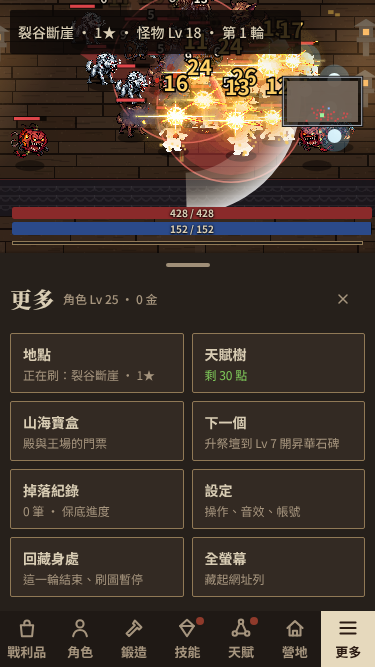 裂谷斷崖 • 1★ • 怪物 Lv 18 • 第 1 輪
24
24
16
26
13
428 / 428
152 / 152
更多 角色 Lv 25 • 0 金 ×
地點
正在刷：裂谷斷崖 • 1★
天賦樹
剩 30 點
山海寶盒
殿與王場的門票
下一個
升祭壇到 Lv 7 開昇華石碑
掉落紀錄
0 筆 • 保底進度
設定
操作、音效、帳號
回藏身處
這一輪結束、刷圖暫停
全螢幕
藏起網址列
戰利品 角色 鍛造 技能 天賦 營地 更多